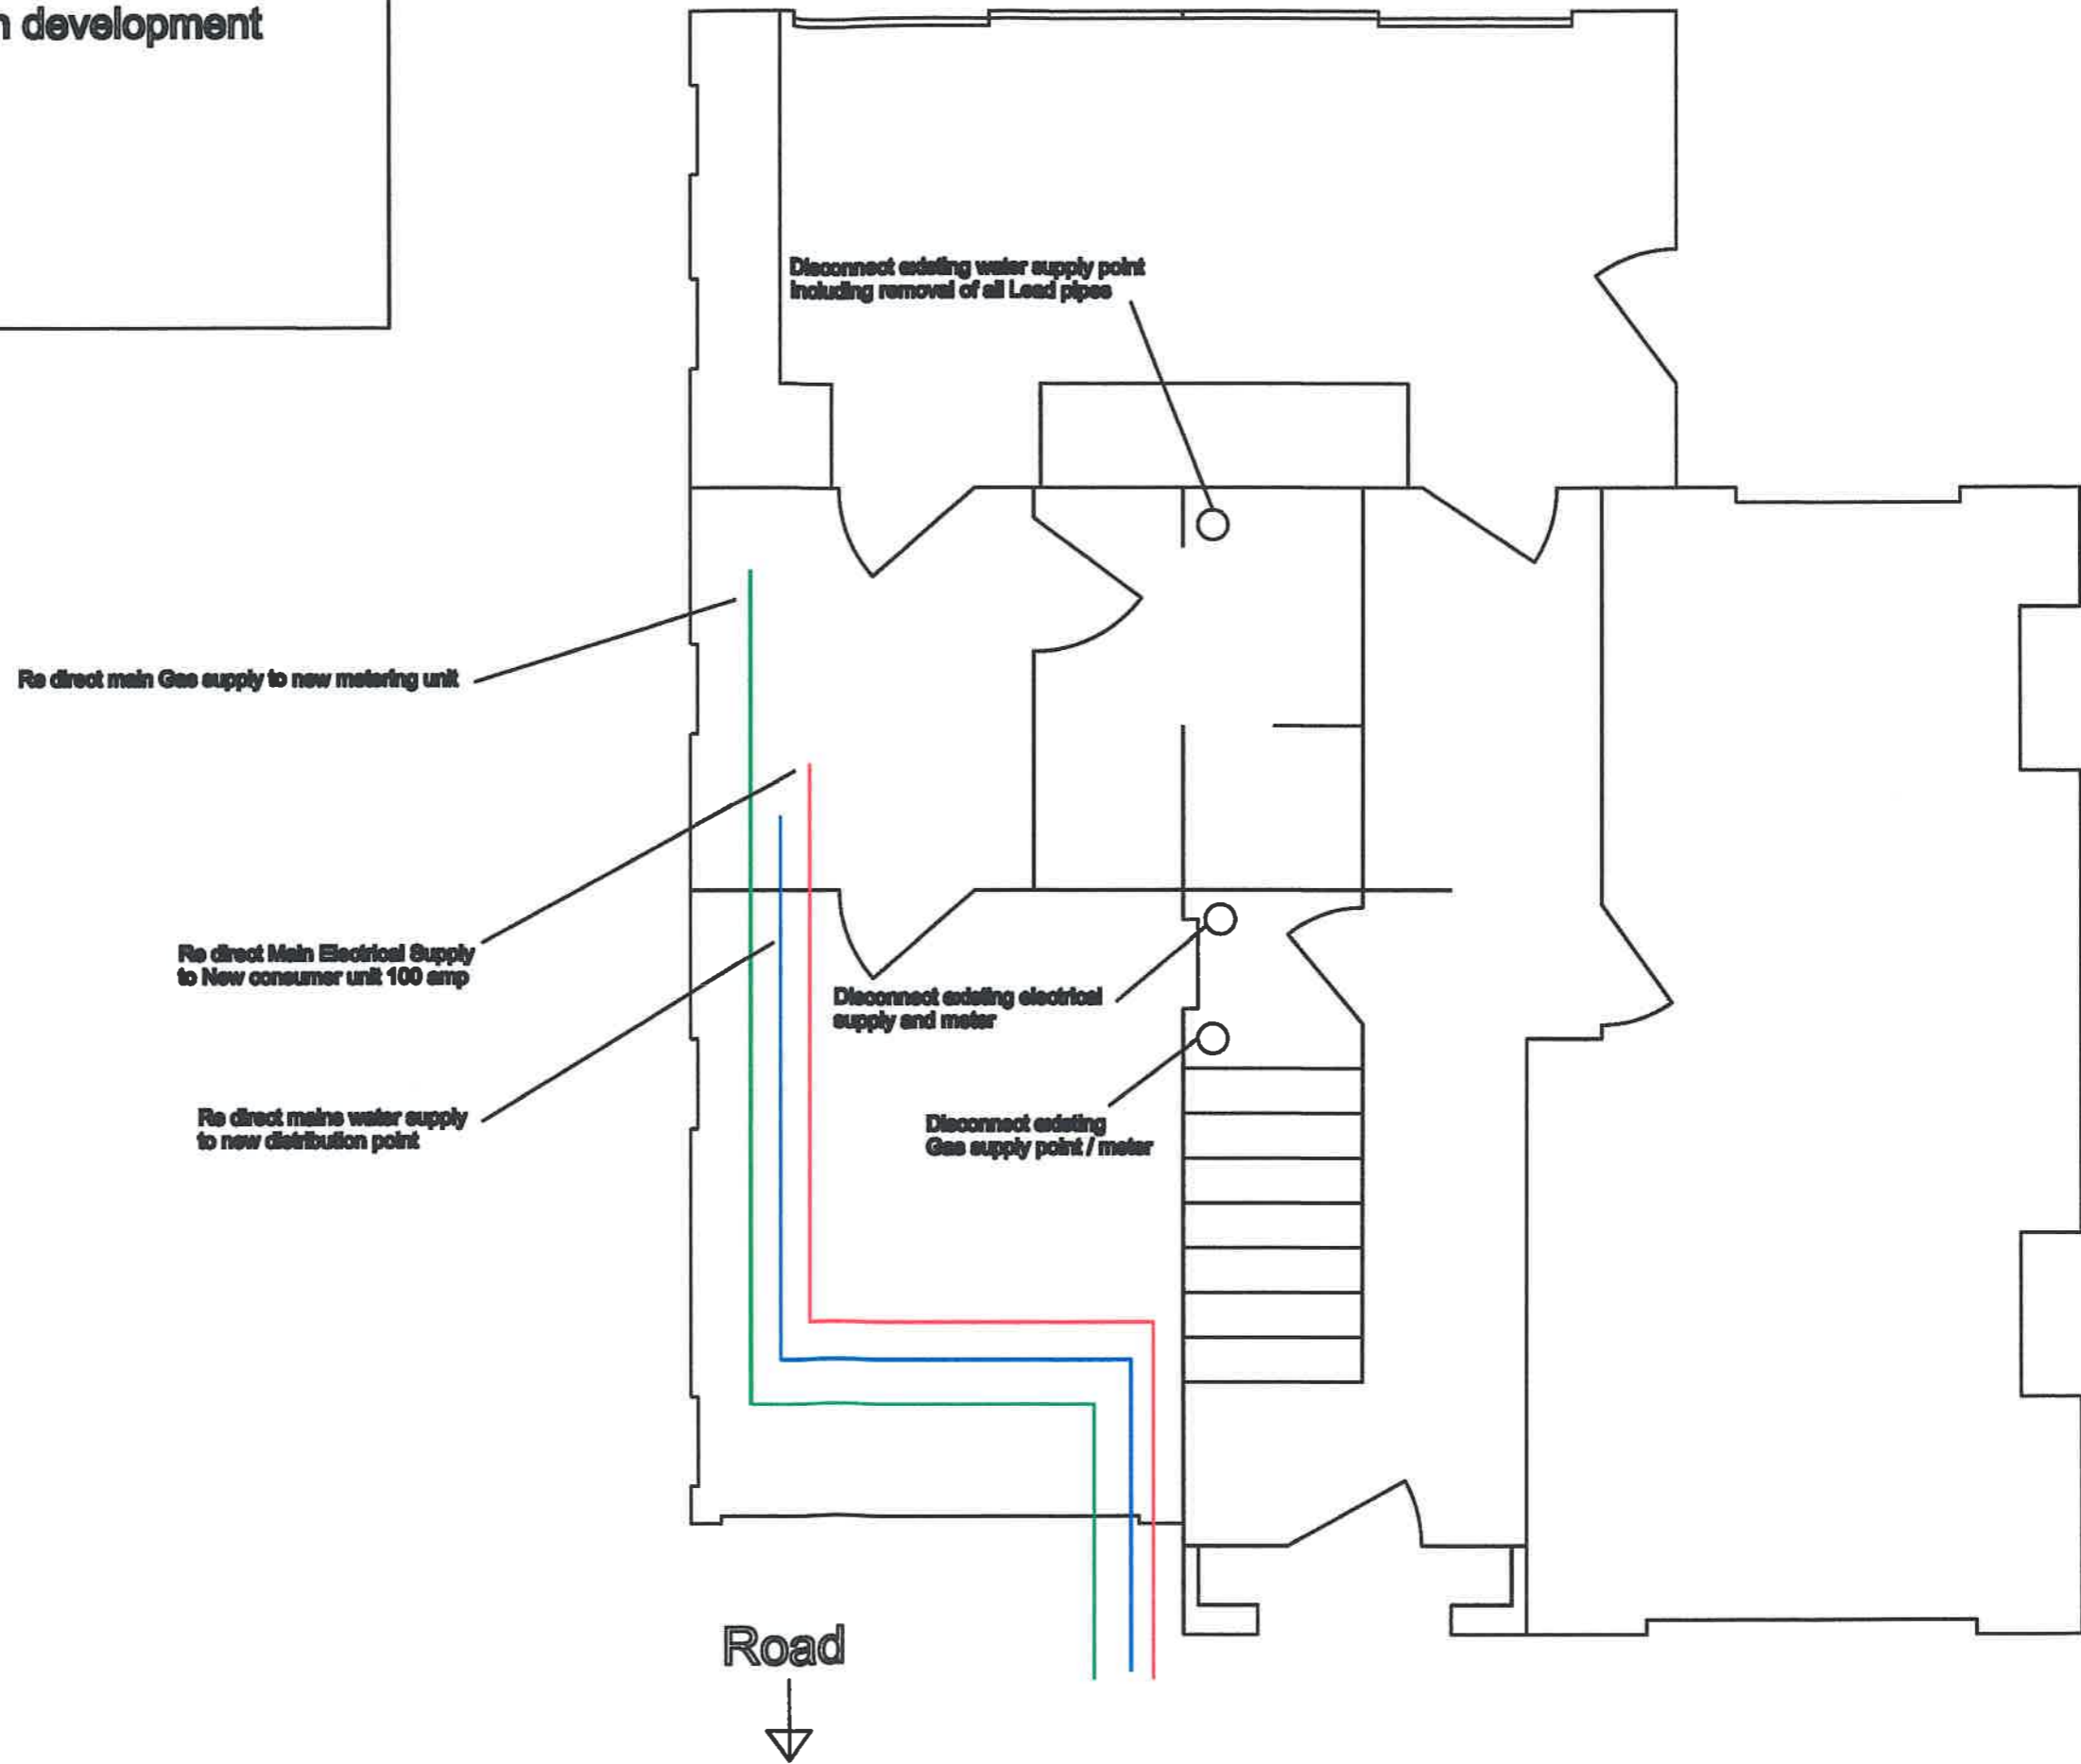 development
Disconnect existing water supply point
including removal of all Lead pipes
Re direct main Gas supply to new metering unit
Re direct Main Electrical Supply
to New consumer unit 100 amp
Disconnect existing electrical
supply and meter
Re direct mains water supply
to new distribution point
Disconnect existing
Gas supply point / meter
Road